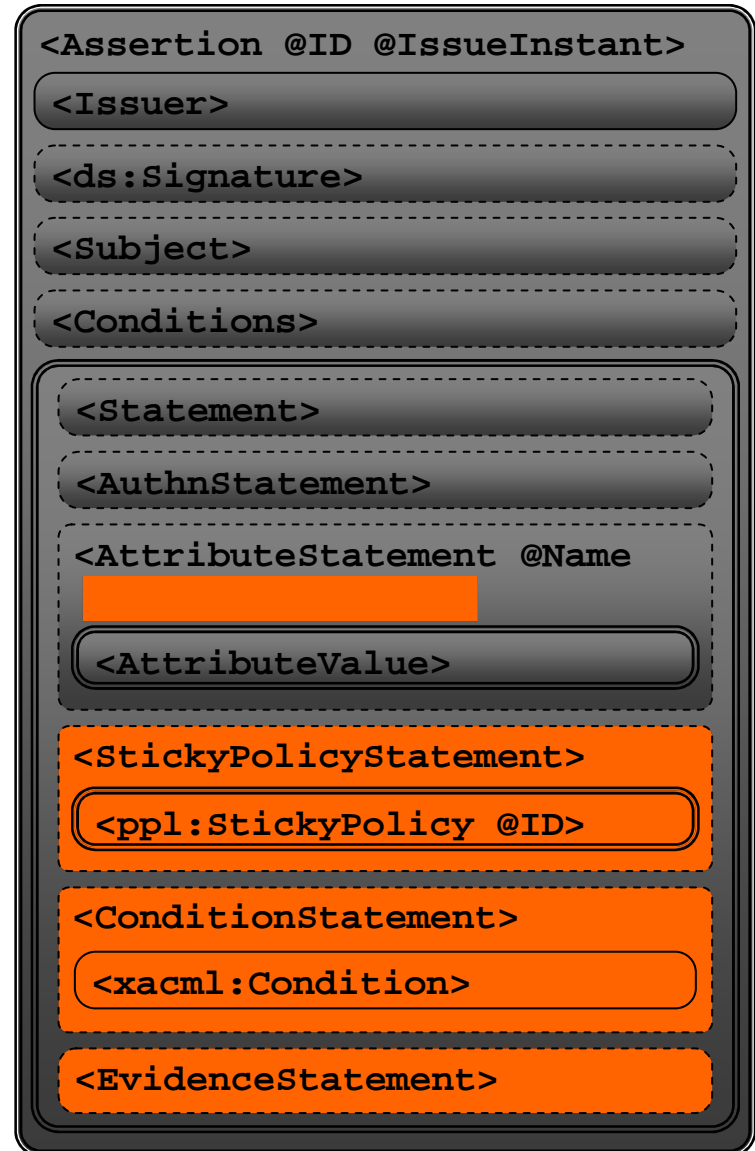 <Assertion @ID @IssueInstant>
<Issuer>
<ds:Signature>
<Subject>
<Conditions>
<Statement>
<AuthnStatement>
<AttributeStatement @Name
<AttributeValue>
<StickyPolicyStatement>
<ppl:StickyPolicy @ID>
<ConditionStatement>
<xacml:Condition>
<EvidenceStatement>